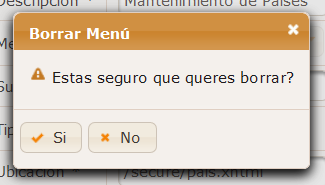 Descripción * Mantenimiento de Países
Borrar Menú
Estas seguro que queres borrar?
Si No
Ubicación * /secure/pais.xhtml